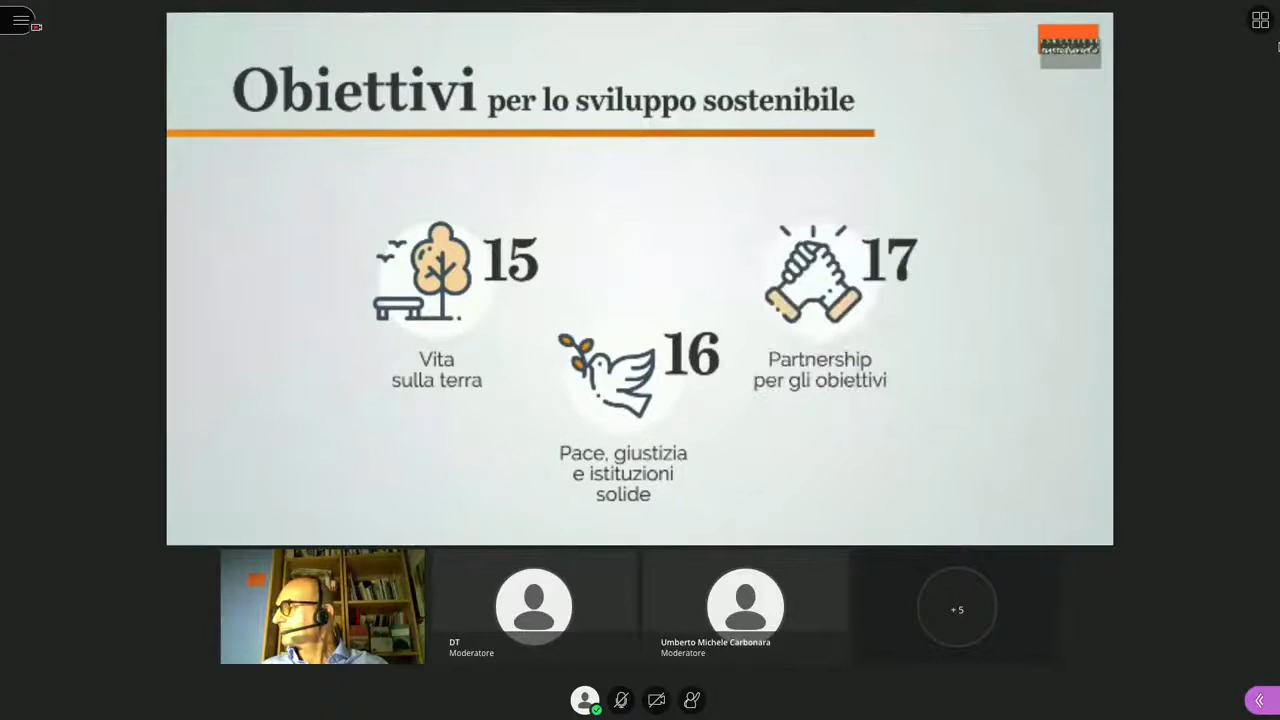 Obiettivi per lo sviluppo sostenibile
15
Vita
sulla terra
16
Pace, giustizia
e istituzioni
solide
17
Partnership
per gli obiettivi
DT
Moderatore
Umberto Michele Carbonara
Moderatore
+ 5